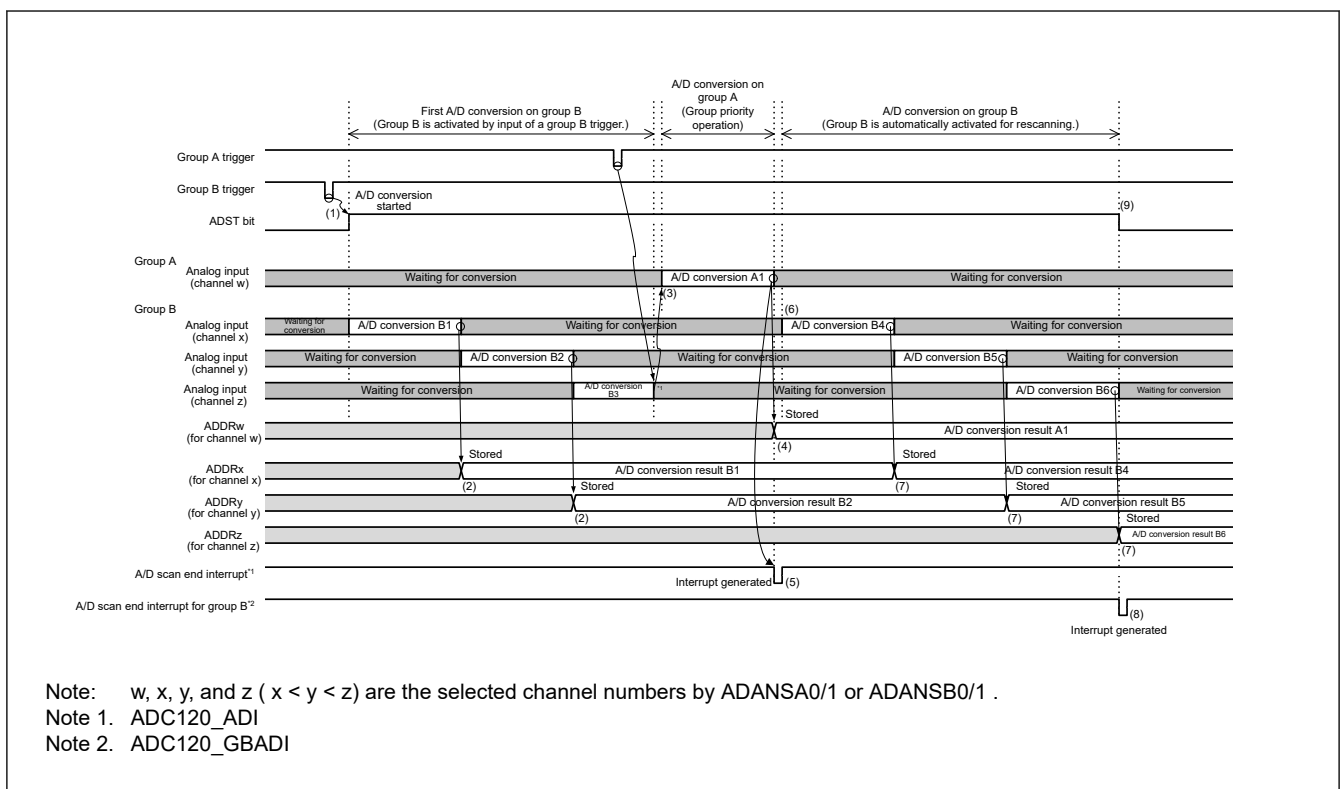 First A/D conversion on group B
(Group B is activated by input of a group B trigger.)
A/D conversion on
group A
(Group priority
operation)
A/D conversion on group B
(Group B is automatically activated for rescanning.)
Group A trigger
Group B trigger
(1)
A/D conversion
started
ADST bit
(9)
Group A
Analog input
(channel w)
Waiting for conversion
A/D conversion A1
Waiting for conversion
(3)
Group B
(6)
Analog input
(channel x)
Waiting for
conversion
A/D conversion B1
Waiting for conversion
A/D conversion B4
Waiting for conversion
Analog input
(channel y)
Waiting for conversion
A/D conversion B2
Waiting for conversion
A/D conversion B5
Waiting for conversion
Analog input
(channel z)
Waiting for conversion
A/D conversion
B3
*1
Waiting for conversion
A/D conversion B6
Waiting for conversion
ADDRw
(for channel w)
Stored
A/D conversion result A1
(4)
ADDRx
(for channel x)
Stored
A/D conversion result B1
Stored
A/D conversion result B4
(2)
(7)
ADDRy
(for channel y)
Stored
A/D conversion result B2
Stored
A/D conversion result B5
(2)
(7)
ADDRz
(for channel z)
Stored
A/D conversion result B6
(7)
A/D scan end interrupt*1
Interrupt generated
(5)
A/D scan end interrupt for group B*2
(8)
Interrupt generated
Note: w, x, y, and z ( x < y < z) are the selected channel numbers by ADANSA0/1 or ADANSB0/1 .
Note 1. ADC120_ADI
Note 2. ADC120_GBADI